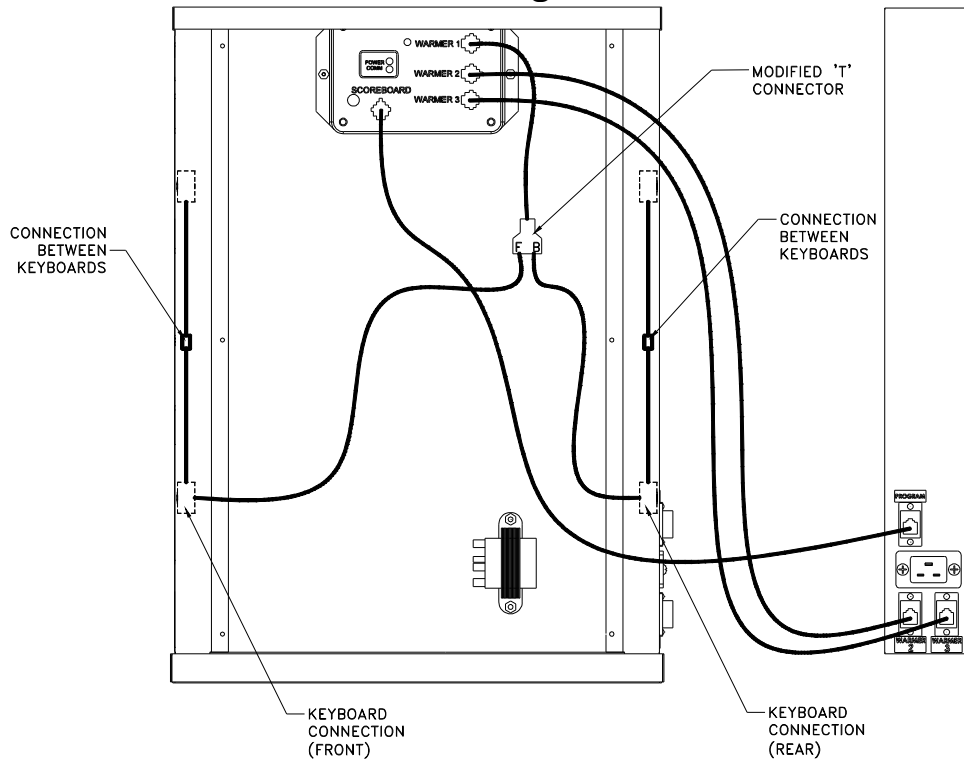 WARMER 1
POWER
COMM
WARMER 2
SCOREBOARD
WARMER 3
MODIFIED 'T'
CONNECTOR
CONNECTION
BETWEEN
KEYBOARDS
F B
CONNECTION
BETWEEN
KEYBOARDS
PROGRAM
WARMER
2
WARMER
3
KEYBOARD
CONNECTION
(FRONT)
KEYBOARD
CONNECTION
(REAR)